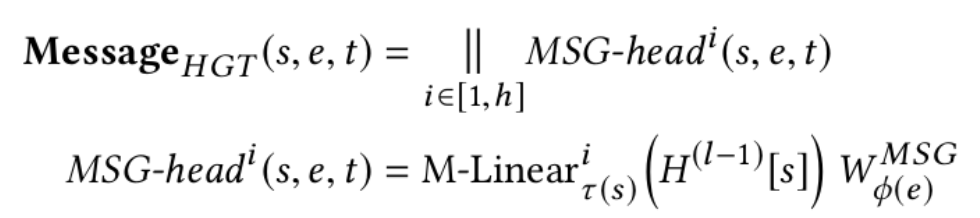 Message_{HGT}(s, e, t) = ∥_{i∈[1,h]} MSG-head^i(s, e, t)
MSG-head^i(s, e, t) = M-Linear^i_{τ(s)} (H^{(l−1)}[s]) W^{MSG}_{ϕ(e)}